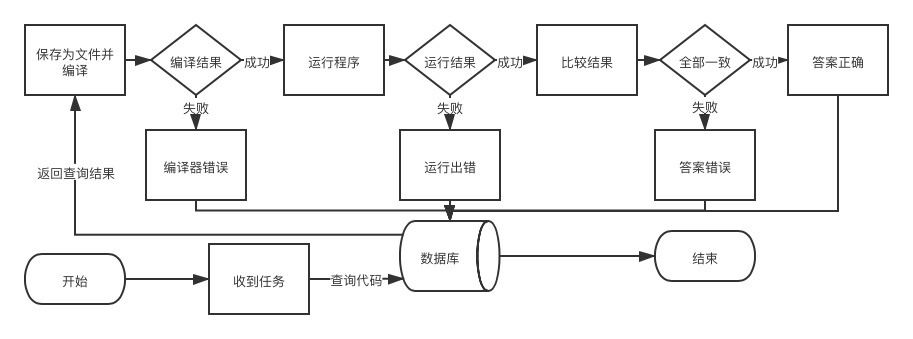 保存为文件并
编译
编译结果
成功
运行程序
运行结果
成功
比较结果
全部一致
成功
答案正确
失败
失败
失败
编译器错误
运行出错
答案错误
返回查询结果
开始
收到任务
查询代码
数据库
结束